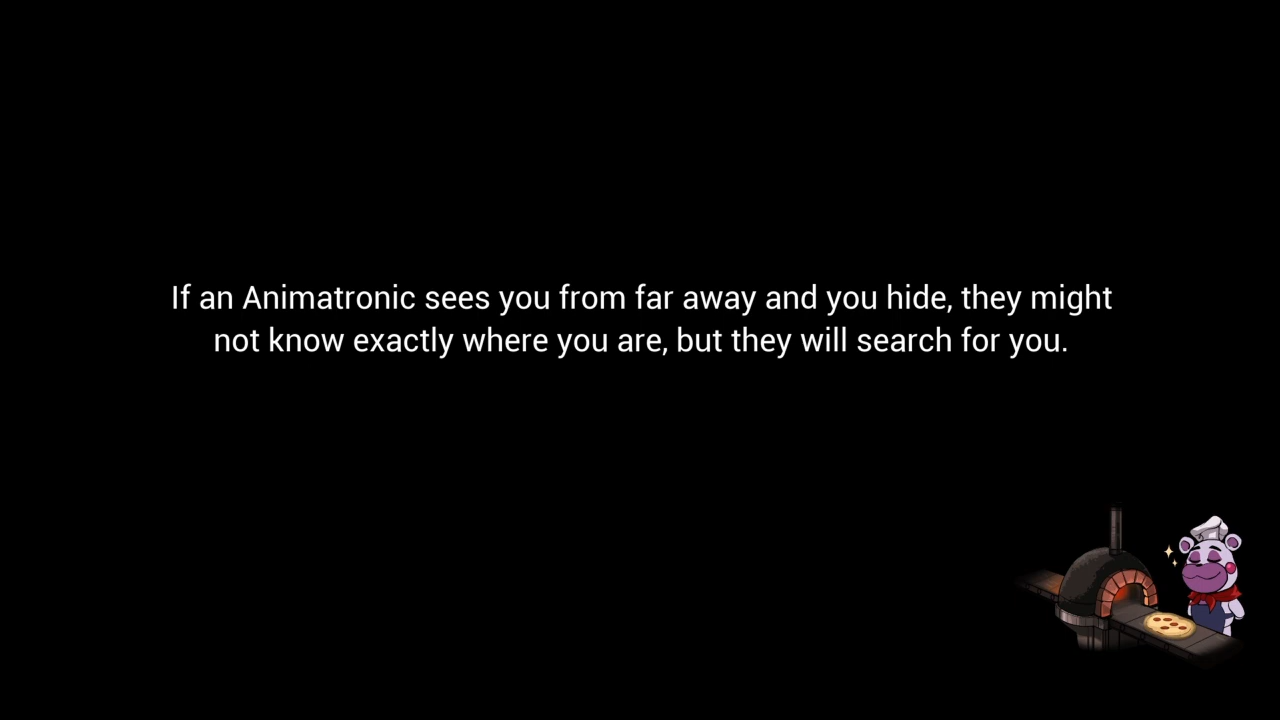 If an Animatronic sees you from far away and you hide, they might
not know exactly where you are, but they will search for you.